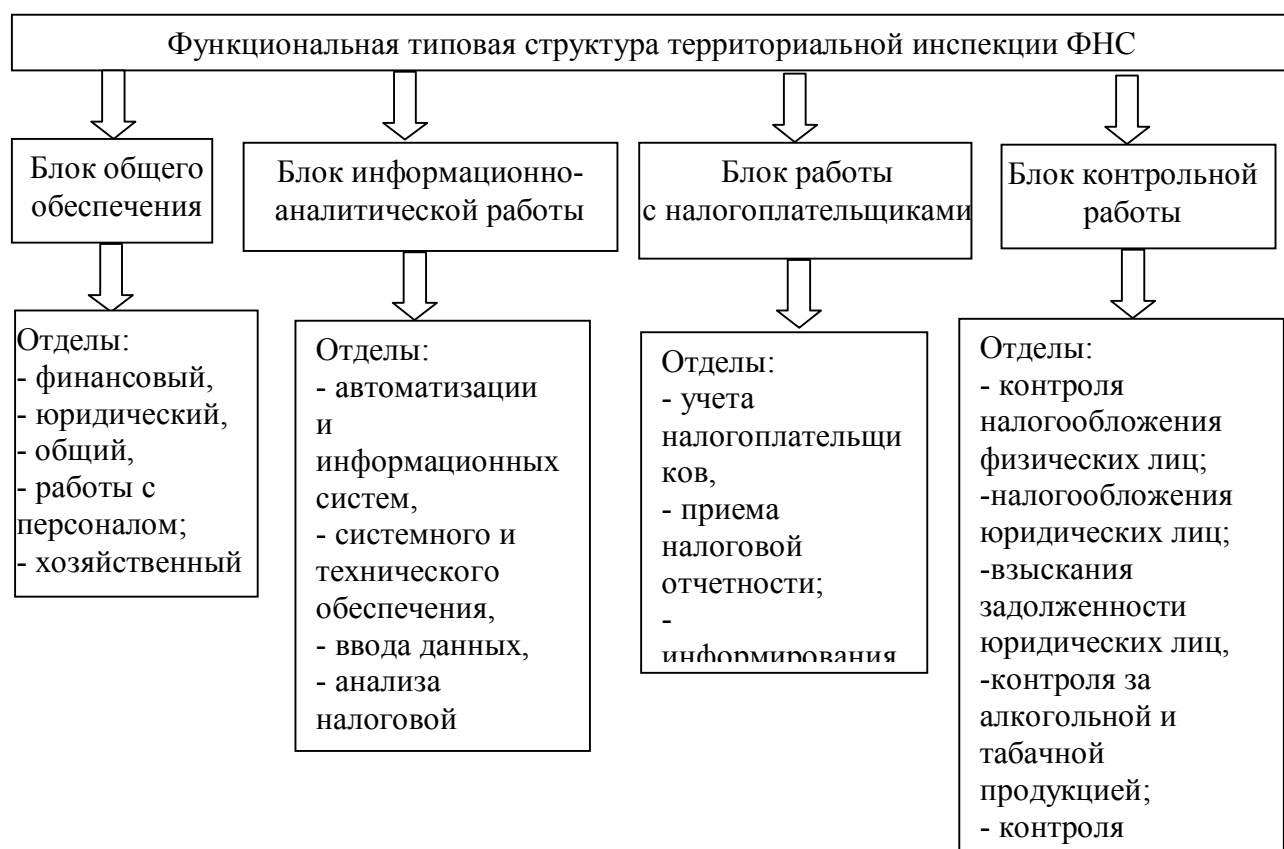 Функциональная типовая структура территориальной инспекции ФНС
Блок общего
обеспечения
Блок информационно-
аналитической работы
Блок работы
с налогоплательщиками
Блок контрольной
работы
Отделы:
- финансовый,
- юридический,
- общий,
- работы с
персоналом;
- хозяйственный
Отделы:
- автоматизации
и
информационных
систем,
- системного и
технического
обеспечения,
- ввода данных,
- анализа
налоговой
Отделы:
- учета
налогоплательщи
ков,
- приема
налоговой
отчетности;
-
информирования
Отделы:
- контроля
налогообложения
физических лиц;
-налогообложения
юридических лиц;
-взыскания
задолженности
юридических лиц,
-контроля за
алкогольной и
табачной
продукцией;
- контроля